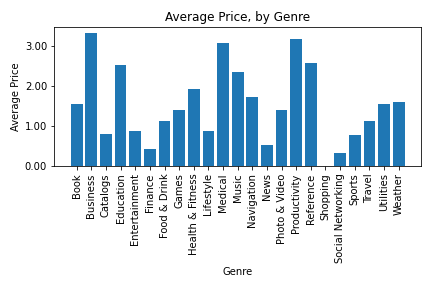 Average Price, by Genre
3.00
2.00
1.00
0.00
Average Price
Book
Business
Catalogs
Education
Entertainment
Finance
Food & Drink
Games
Health & Fitness
Lifestyle
Medical
Music
Navigation
News
Photo & Video
Productivity
Reference
Shopping
Social Networking
Sports
Travel
Utilities
Weather
Genre